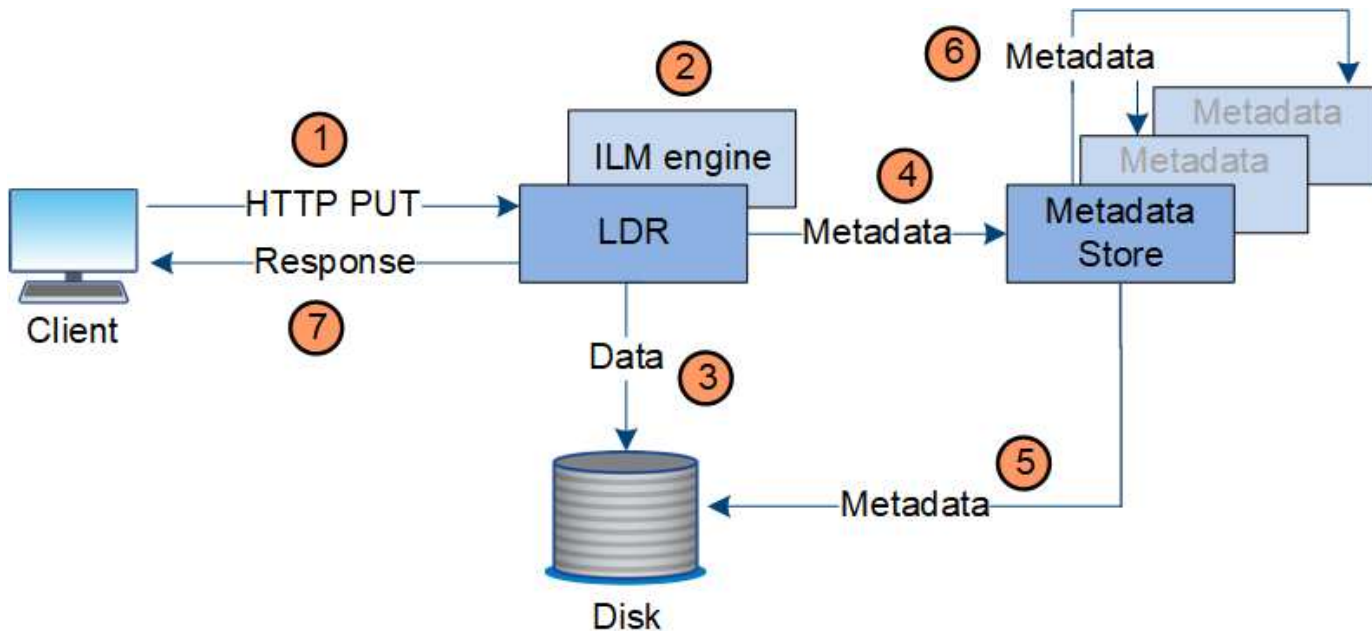 2
6
Metadata
Metadata
1
ILM engine
Metadata
HTTP PUT
4
LDR
Metadata
Metadata
Store
Response
Client
7
Data
3
5
Metadata
Disk